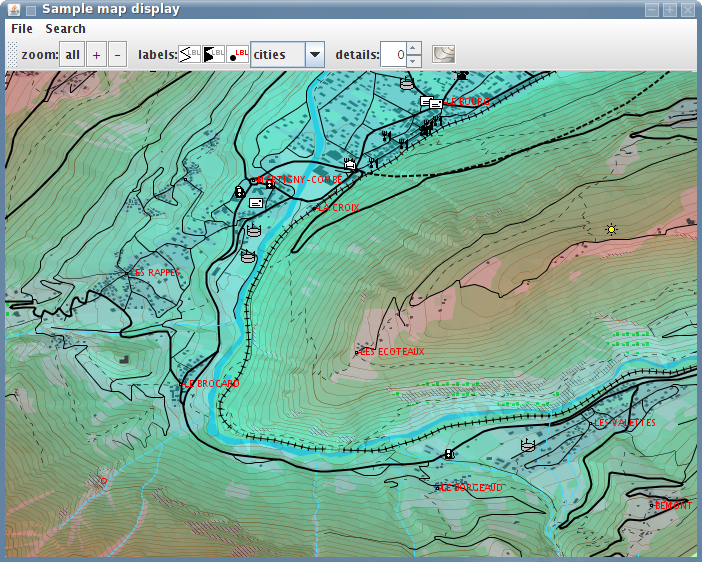 Sample map display
File Search
zoom: all + - labels: LBL LBL LBL cities details: 0
LE BOURG
MARTIGNY-COMBE
LA CROIX
LES RAPPES
LES ECOTEAUX
LE BROCARD
LES VALETTES
LE BORGEAUD
BEMONT